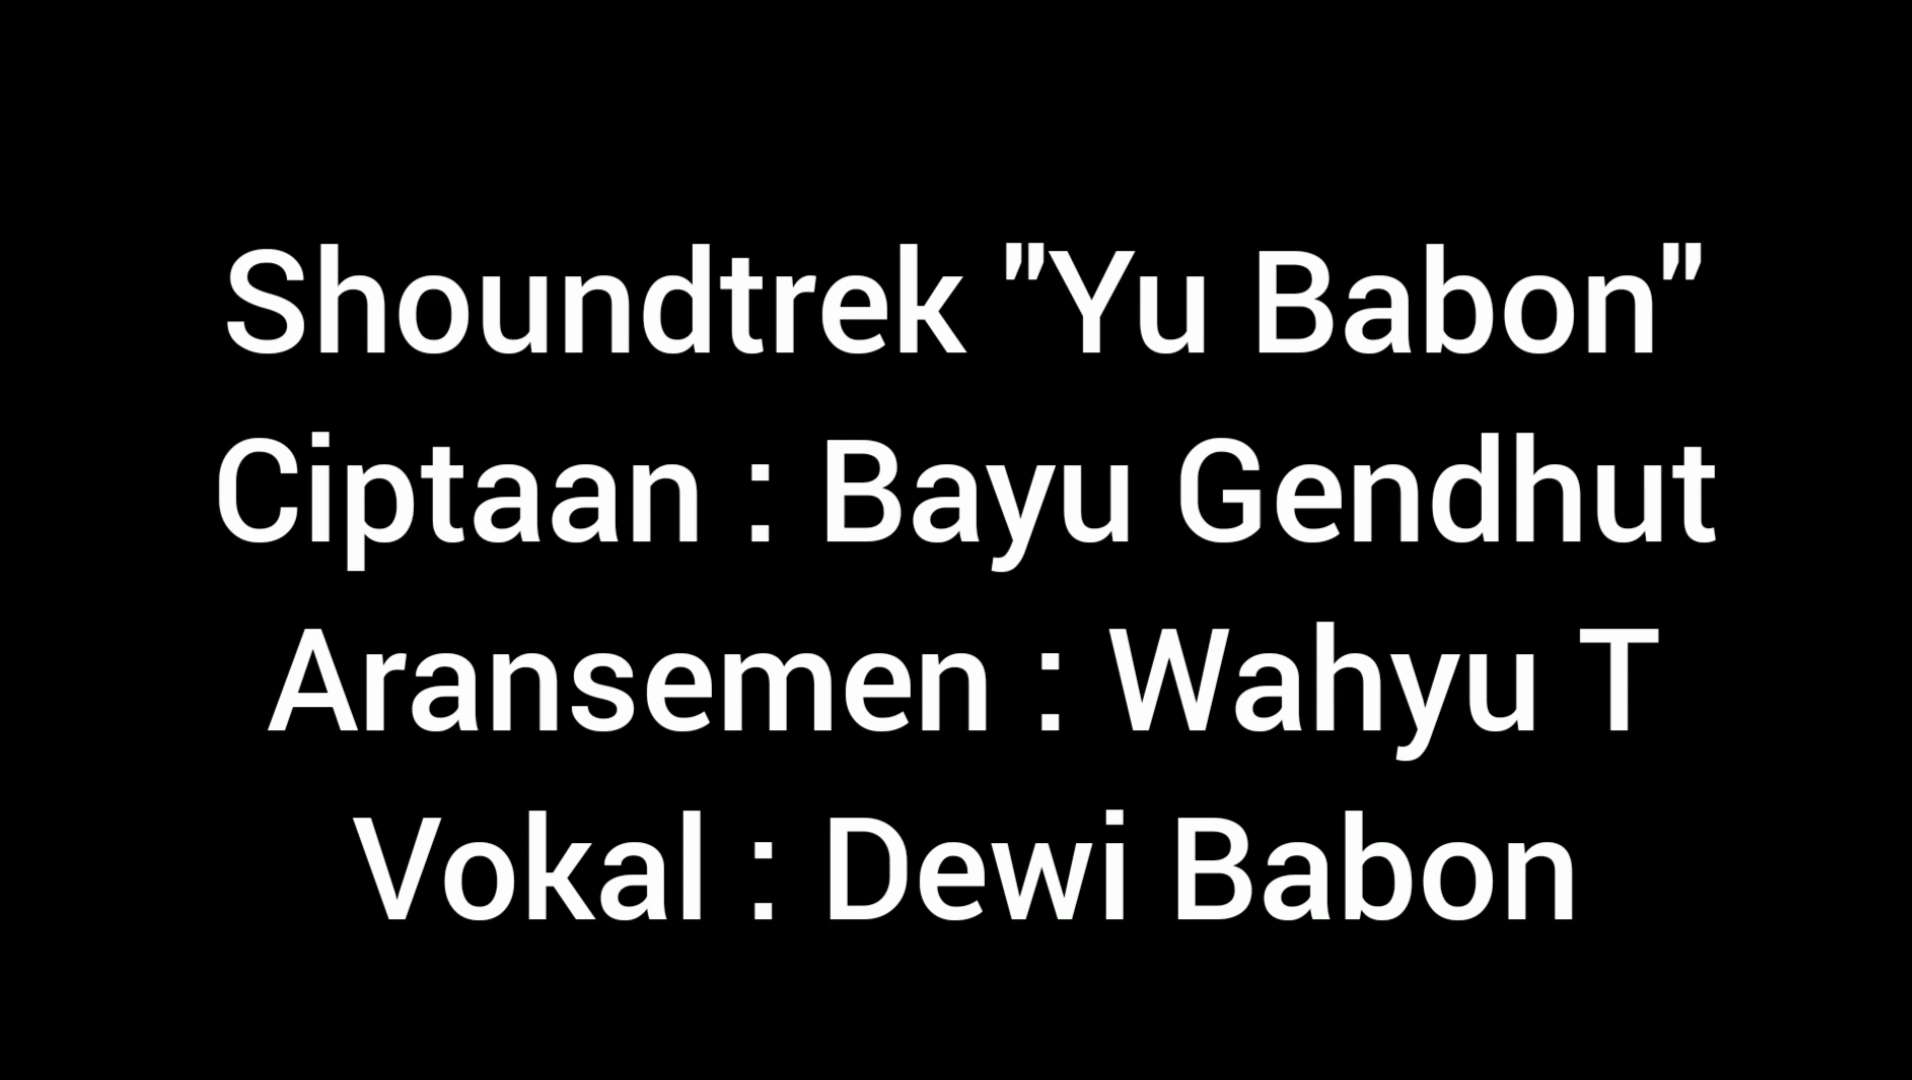 Shoundtrek "Yu Babon"
Ciptaan : Bayu Gendhut
Aransemen : Wahyu T
Vokal : Dewi Babon